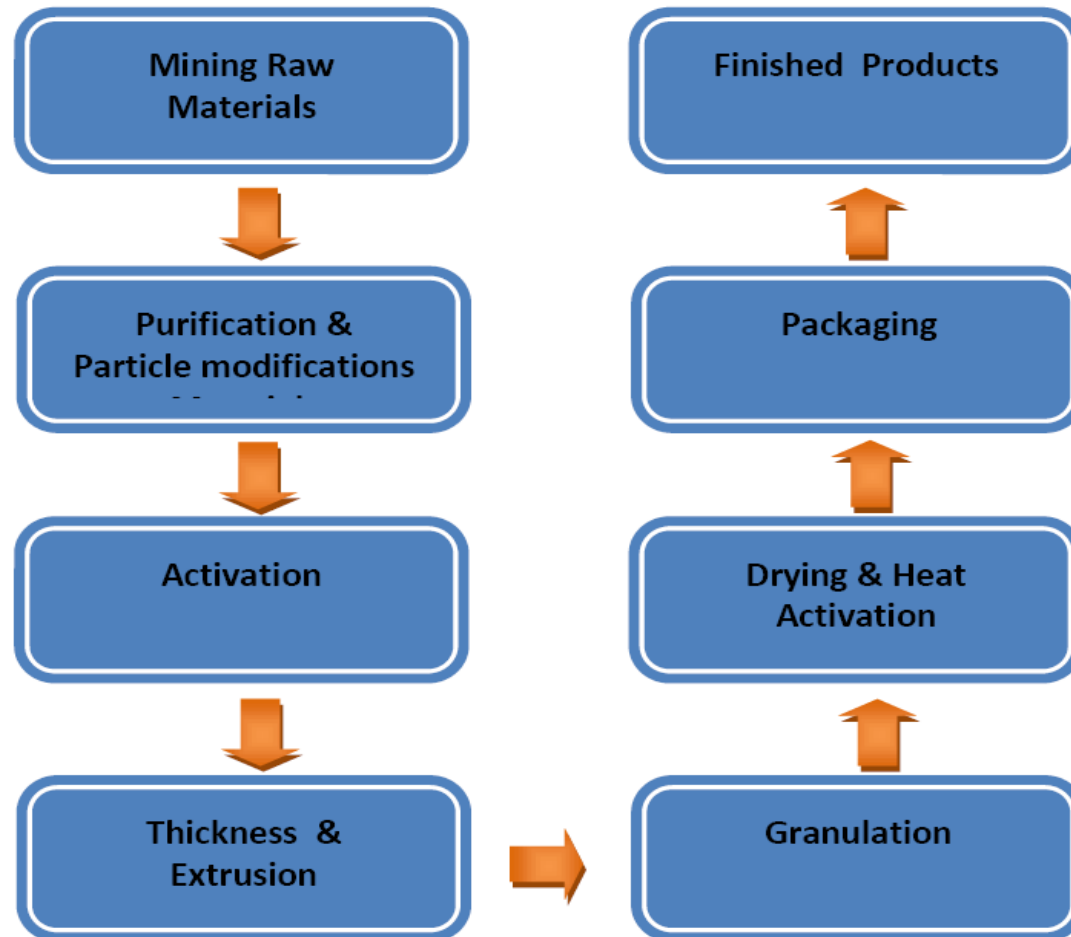 Mining Raw
Materials
Purification &
Particle modifications
Activation
Thickness &
Extrusion
Granulation
Drying & Heat
Activation
Packaging
Finished Products